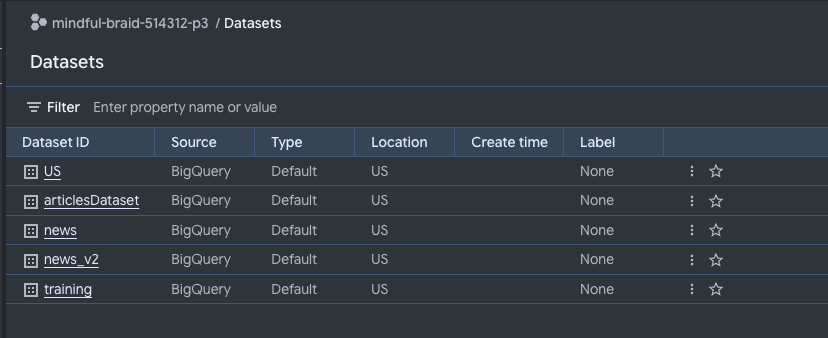 mindful-braid-514312-p3 / Datasets
Datasets
Filter Enter property name or value
Dataset ID Source Type Location Create time Label
US BigQuery Default US None
articlesDataset BigQuery Default US None
news BigQuery Default US None
news_v2 BigQuery Default US None
training BigQuery Default US None